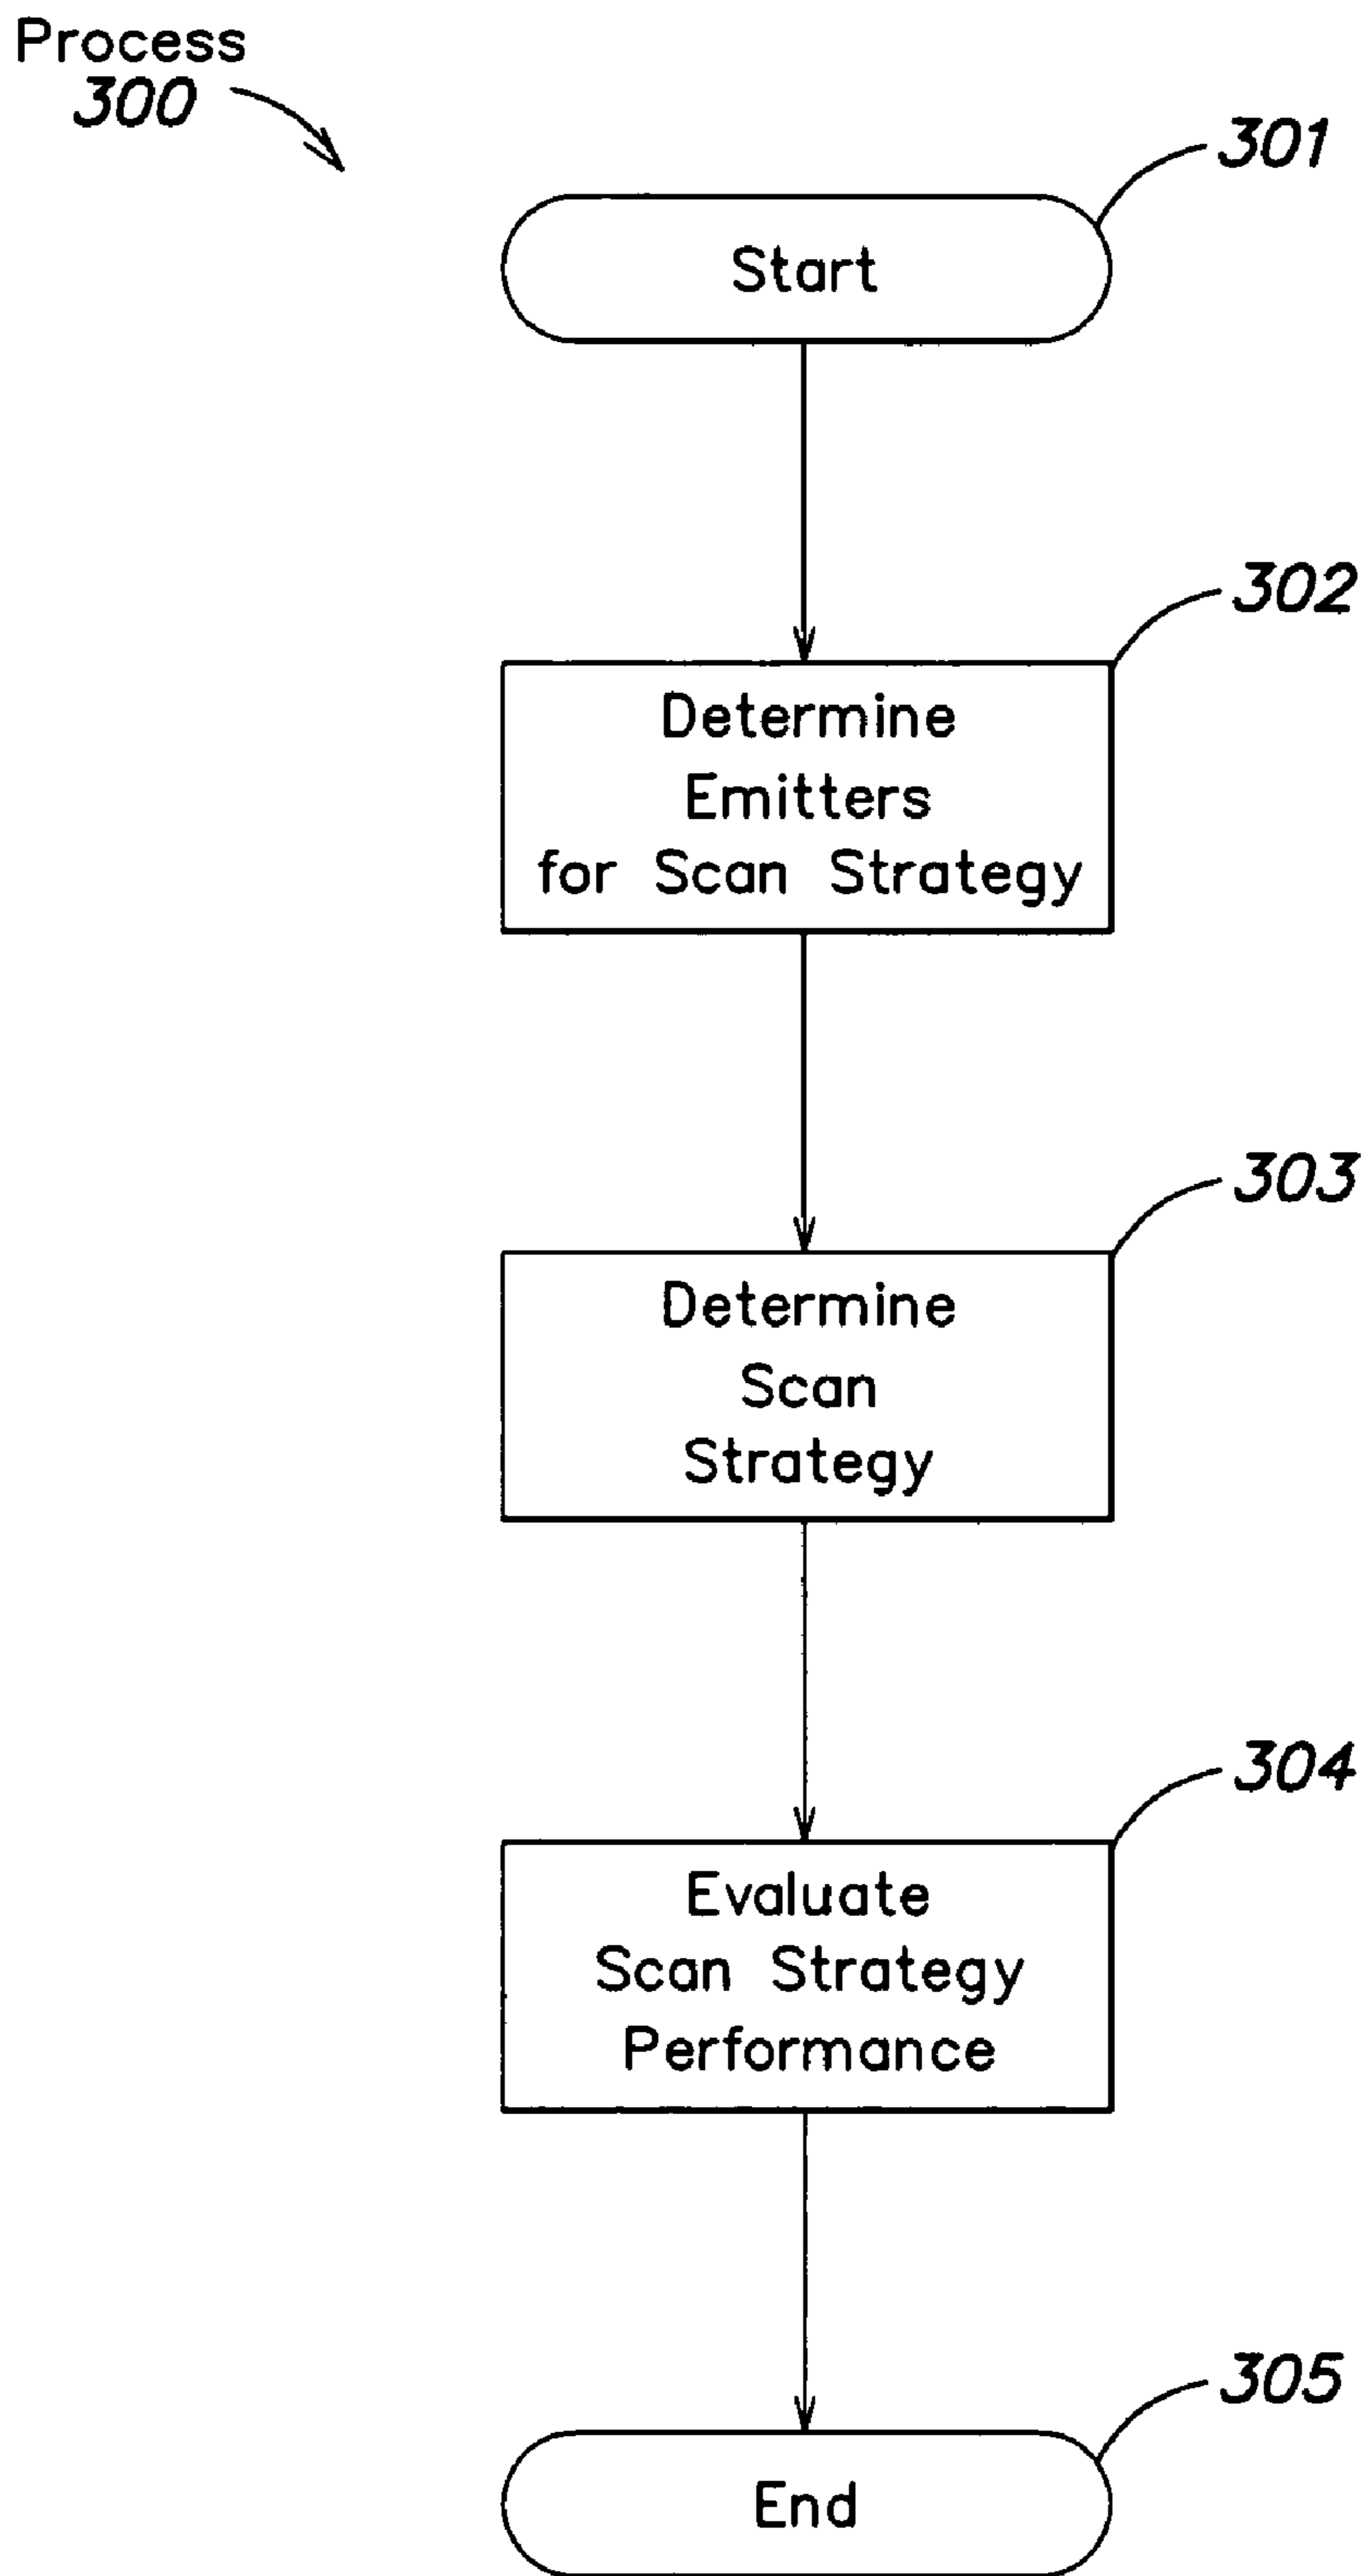 Process
300
301
Start
302
Determine
Emitters
for Scan Strategy
303
Determine
Scan
Strategy
304
Evaluate
Scan Strategy
Performance
305
End